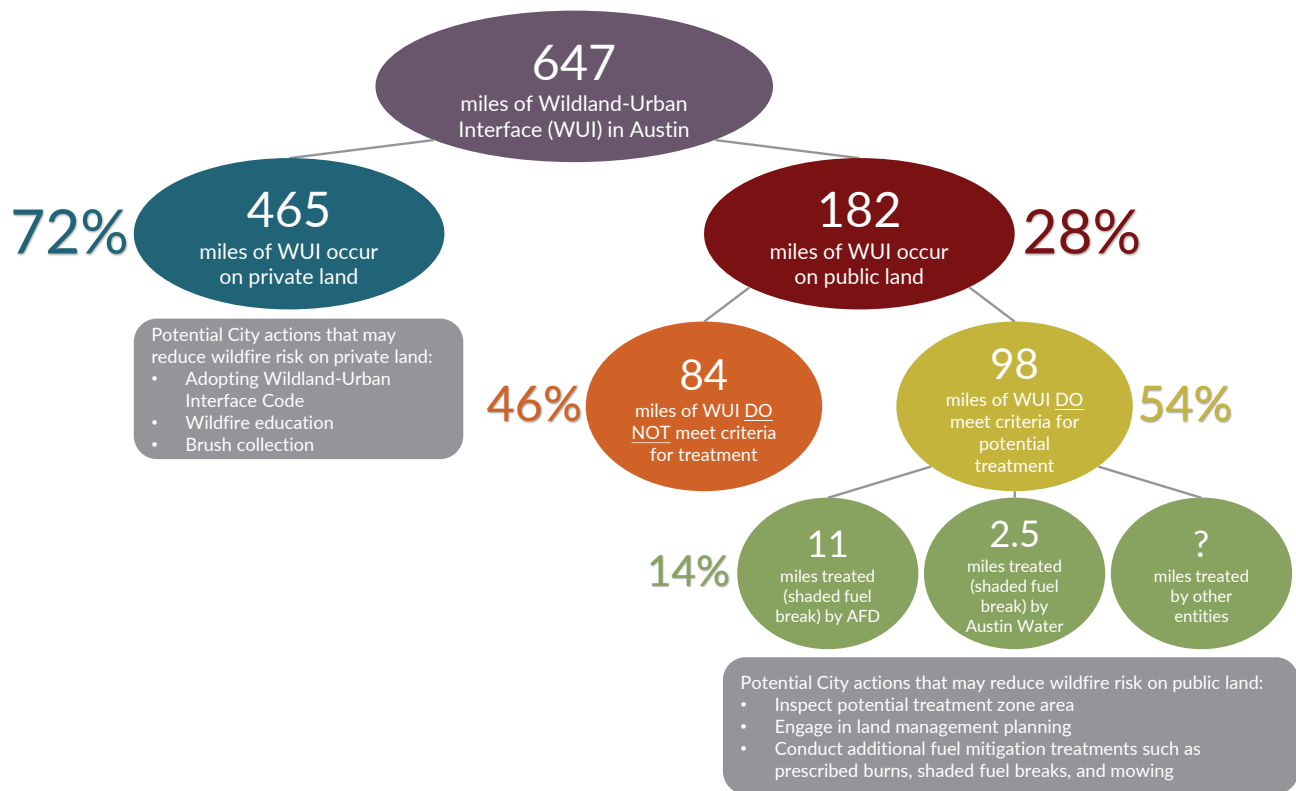 647
miles of Wildland-Urban
Interface (WUI) in Austin
72%
465
miles of WUI occur
on private land
182
miles of WUI occur
on public land
28%
Potential City actions that may
reduce wildfire risk on private land:
• Adopting Wildland-Urban
Interface Code
• Wildfire education
• Brush collection
46%
84
miles of WUI DO
NOT meet criteria
for treatment
98
miles of WUI DO
meet criteria for
potential
treatment
54%
14%
11
miles treated
(shaded fuel
break) by AFD
2.5
miles treated
(shaded fuel
break) by
Austin Water
?
miles treated
by other
entities
Potential City actions that may reduce wildfire risk on public land:
• Inspect potential treatment zone area
• Engage in land management planning
• Conduct additional fuel mitigation treatments such as
prescribed burns, shaded fuel breaks, and mowing